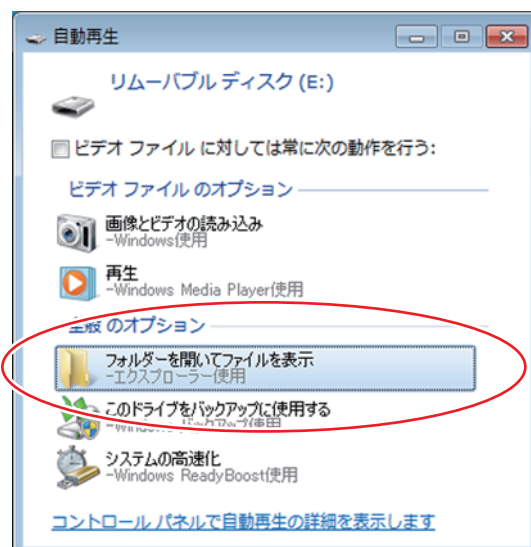 自動再生
リムーバブル ディスク (E:)
ビデオ ファイル に対しては常に次の動作を行う:
ビデオ ファイル のオプション
画像とビデオの読み込み
-Windows使用
再生
-Windows Media Player使用
全般 のオプション
フォルダーを開いてファイルを表示
-エクスプローラー使用
このドライブをバックアップに使用する
-Windows バックアップ使用
システムの高速化
-Windows ReadyBoost使用
コントロール パネルで自動再生の詳細を表示します